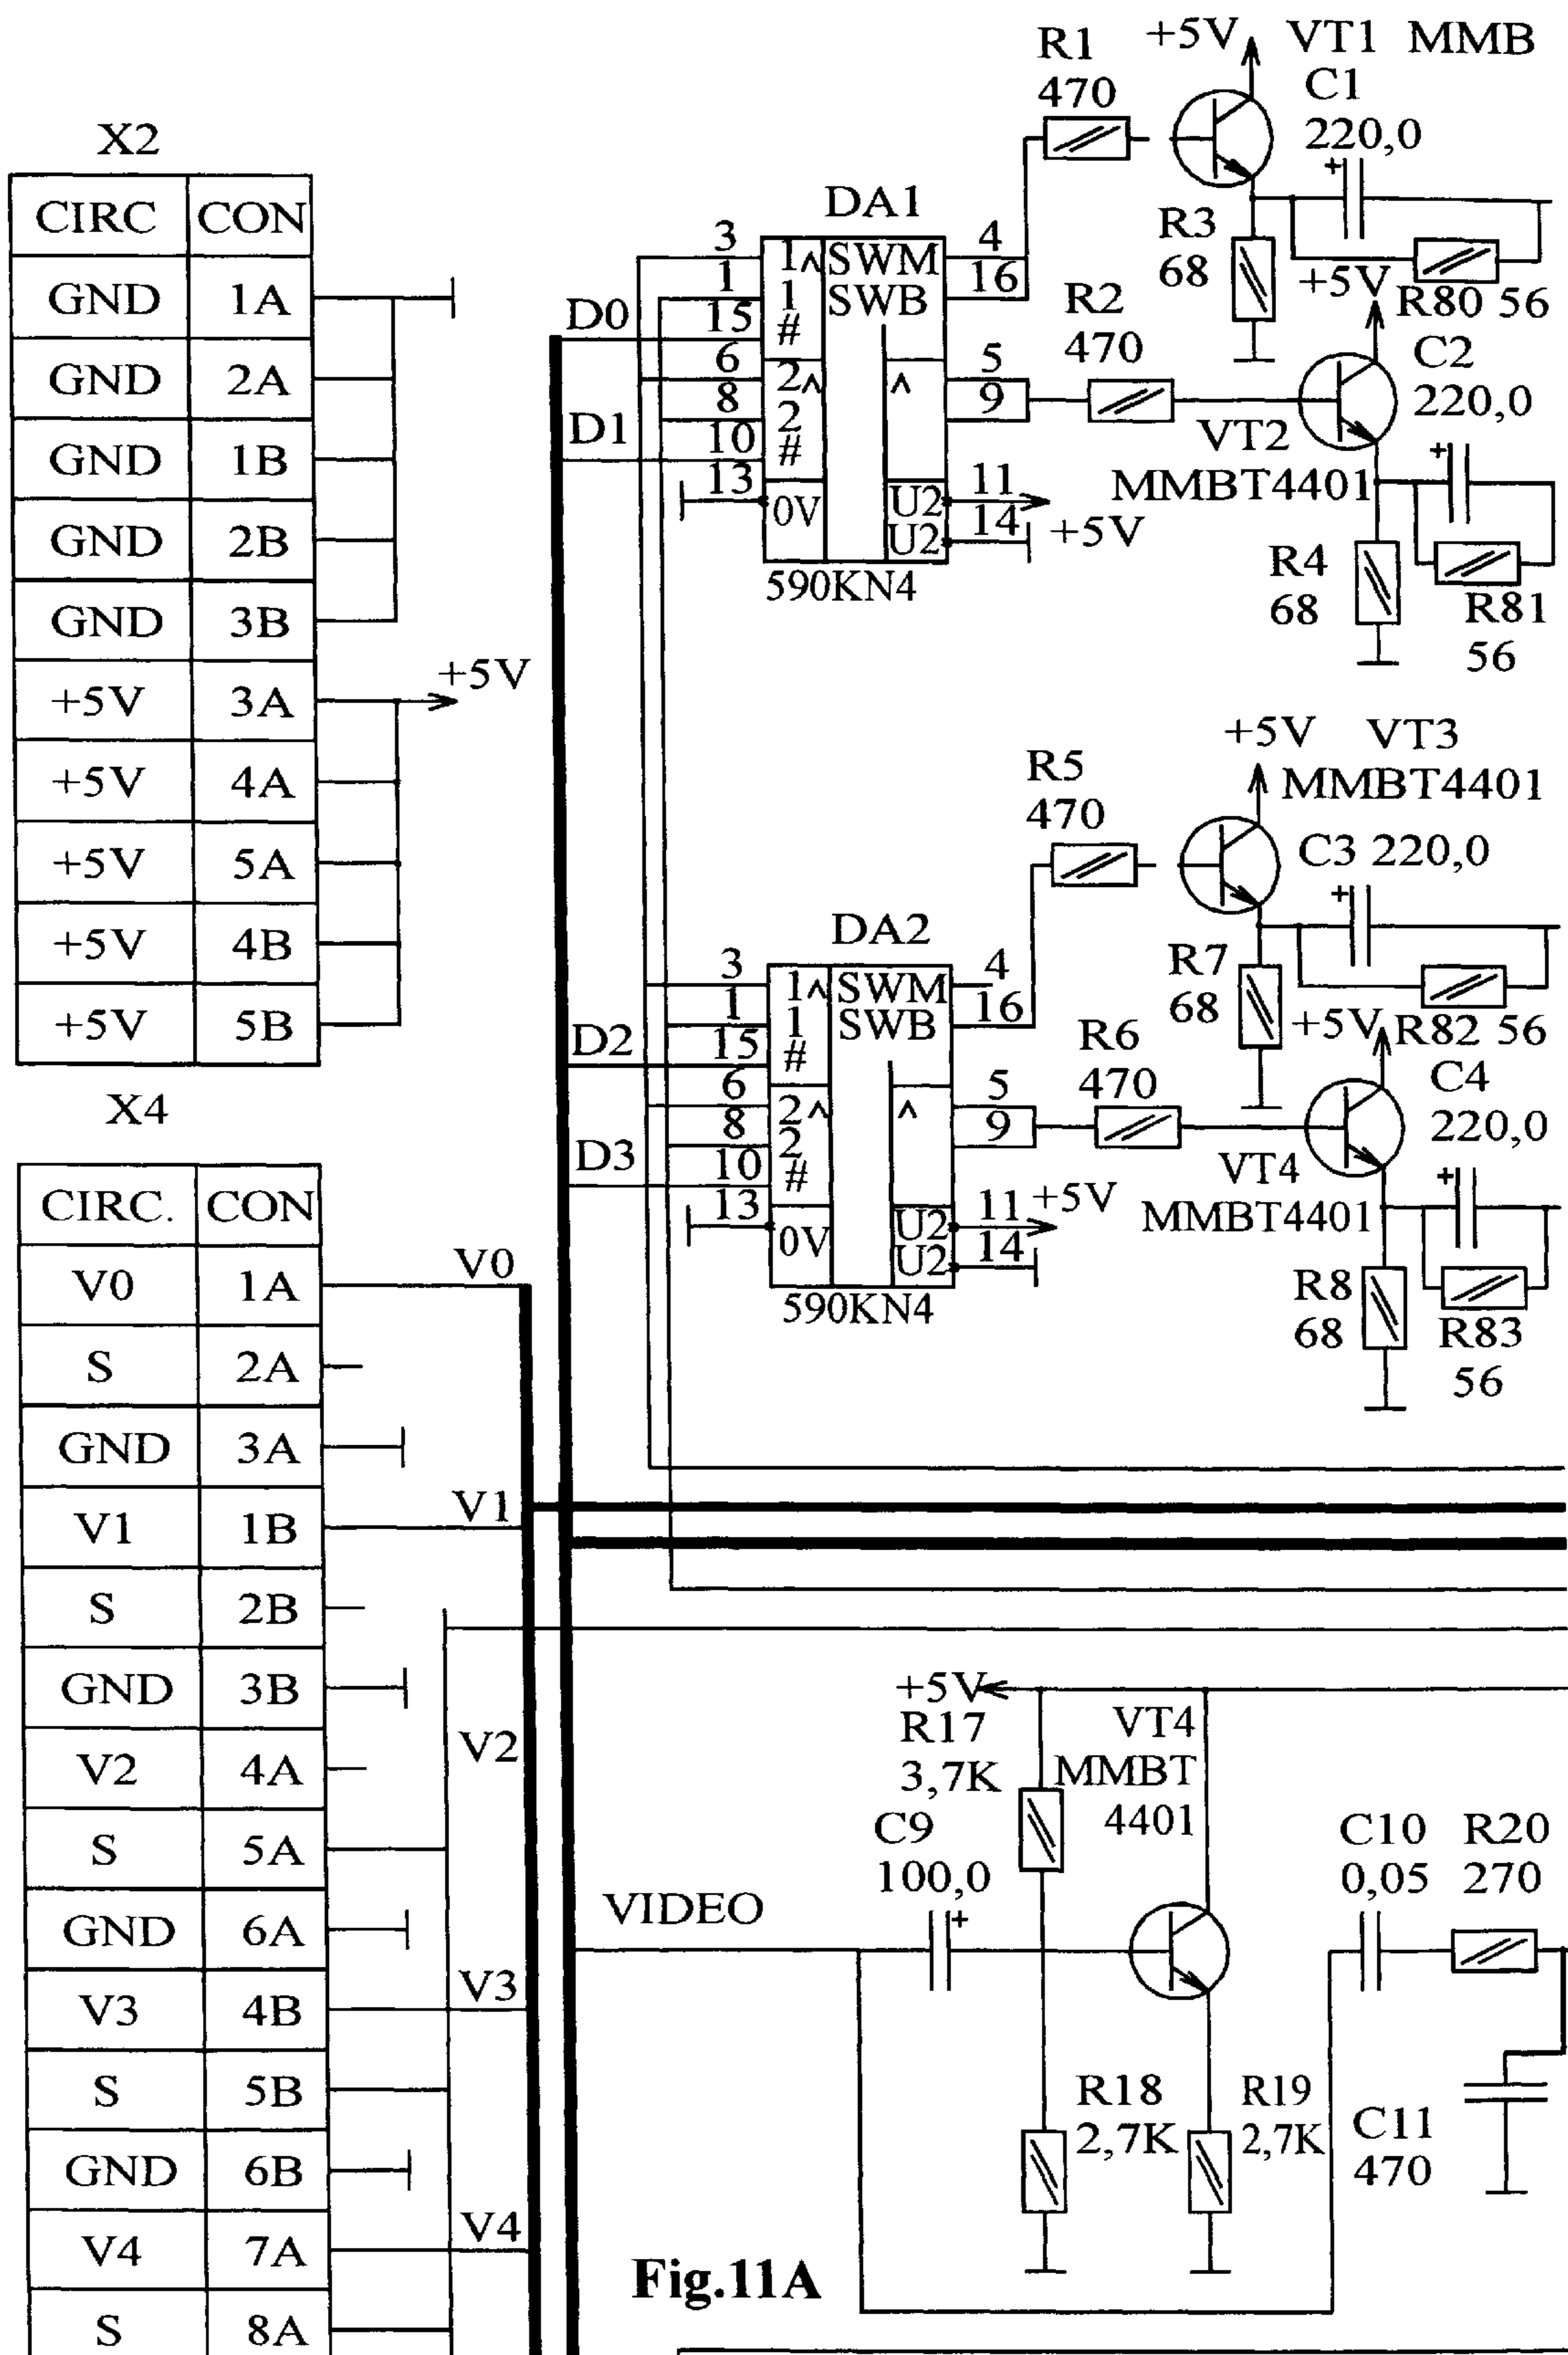 X2
CIRC CON
GND 1A
GND 2A
GND 1B
GND 2B
GND 3B
+5V 3A
+5V 4A
+5V 5A
+5V 4B
+5V 5B
+5V
X4
CIRC. CON
V0 1A
S 2A
GND 3A
V1 1B
S 2B
GND 3B
V2 4A
S 5A
GND 6A
V3 4B
S 5B
GND 6B
V4 7A
S 8A
V0
V1
V2
V3
V4
D0
D1
DA1
3 1^ SWM 4
1 1 SWB 16
15 #
6 2^ ^ 5
8 2 9
10 #
13 0V U2 11
U2 14
+5V
590KN4
R1
470
+5V VT1 MMB
C1
220,0
+
R3
68
R80 56
R2
470
+5V
C2
220,0
VT2
MMBT4401
+
R4
68
R81
56
D2
D3
DA2
3 1^ SWM 4
1 1 SWB 16
15 #
6 2^ ^ 5
8 2 9
10 #
13 0V U2 11 +5V
U2 14
590KN4
R5
470
+5V VT3
MMBT4401
C3 220,0
+
R7
68
R82 56
R6
470
+5V
C4
220,0
VT4
MMBT4401
+
R8
68
R83
56
+5V
R17
3,7K
VT4
MMBT
4401
C9
100,0
+
VIDEO
C10
0,05
R20
270
R18
2,7K
R19
2,7K
C11
470
Fig.11A